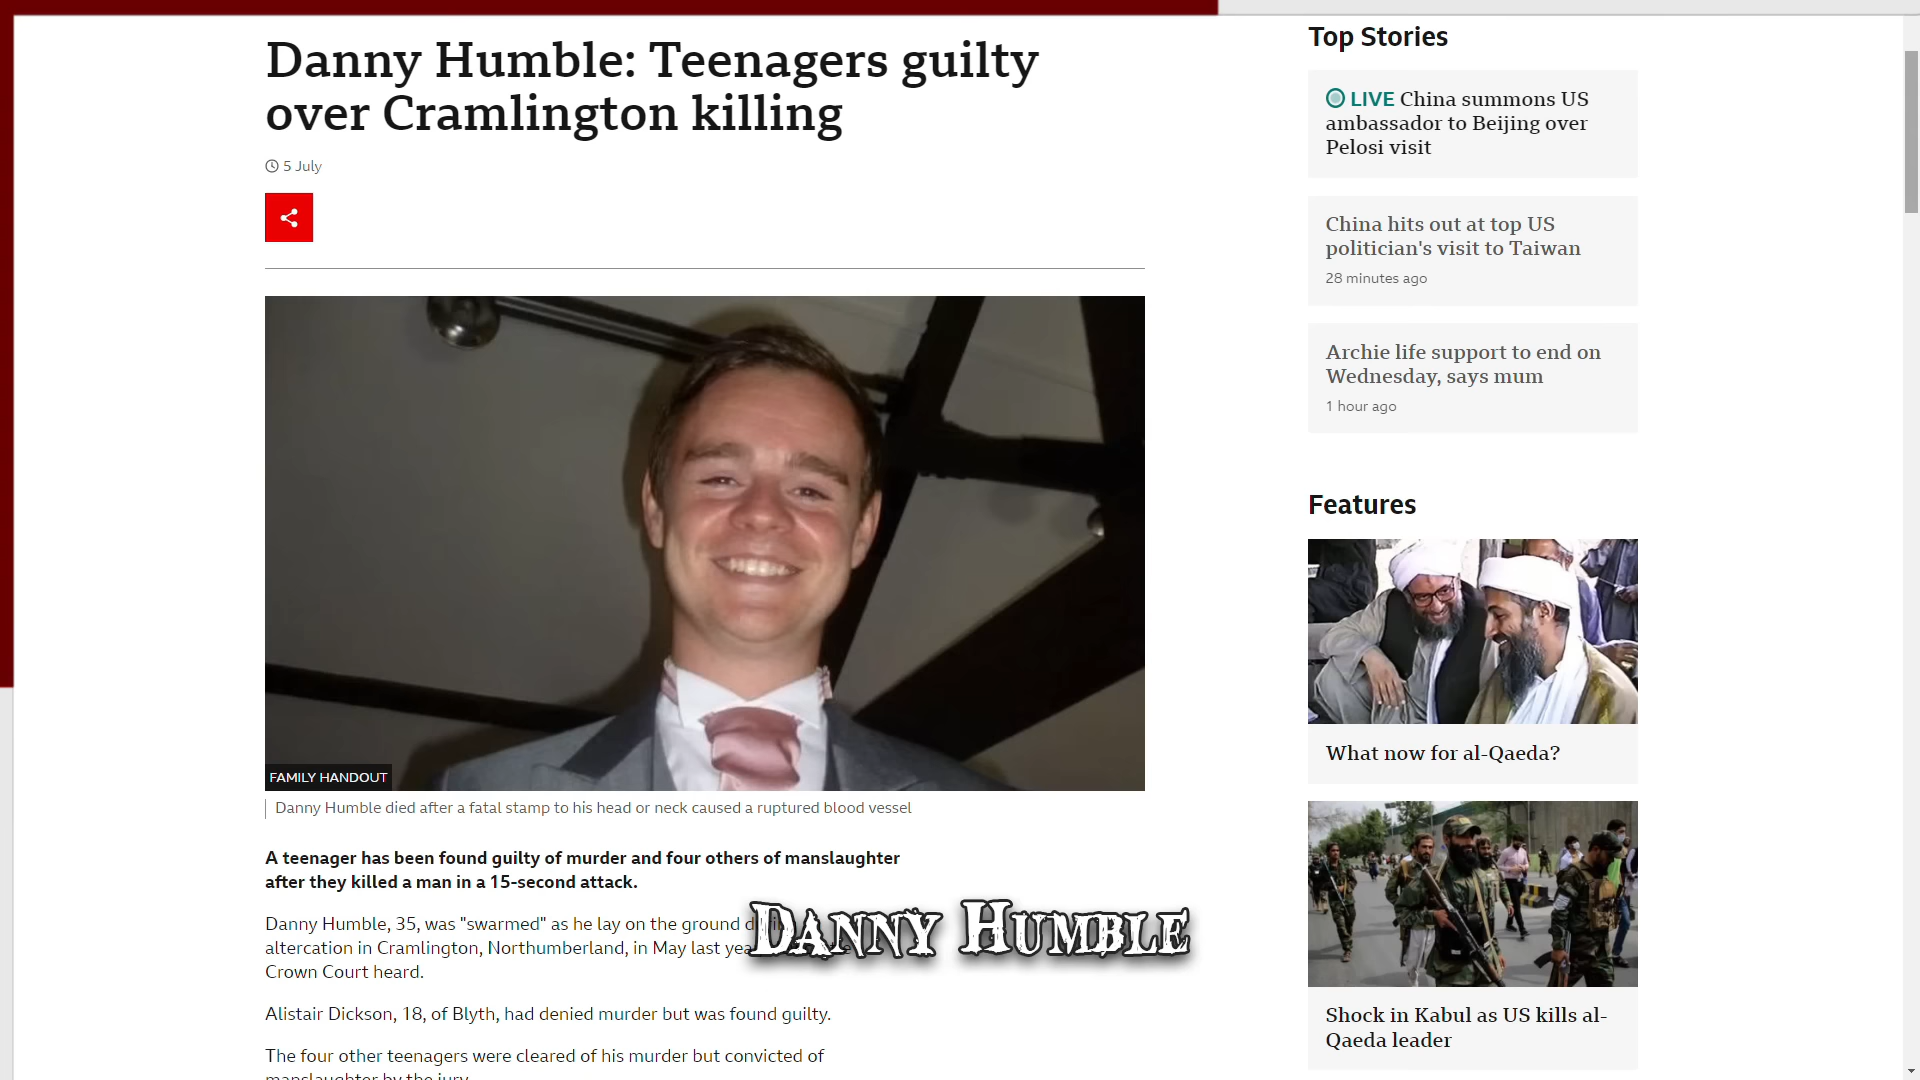 Danny Humble: Teenagers guilty
over Cramlington killing
5 July
FAMILY HANDOUT
Danny Humble died after a fatal stamp to his head or neck caused a ruptured blood vessel
A teenager has been found guilty of murder and four others of manslaughter
after they killed a man in a 15-second attack.
Danny Humble, 35, was "swarmed" as he lay on the ground
altercation in Cramlington, Northumberland, in May last
Crown Court heard.
DANNY HUMBLE
Alistair Dickson, 18, of Blyth, had denied murder but was found guilty.
The four other teenagers were cleared of his murder but convicted of
manslaughter by the jury.
Top Stories
LIVE China summons US
ambassador to Beijing over
Pelosi visit
China hits out at top US
politician's visit to Taiwan
28 minutes ago
Archie life support to end on
Wednesday, says mum
1 hour ago
Features
What now for al-Qaeda?
Shock in Kabul as US kills al-
Qaeda leader